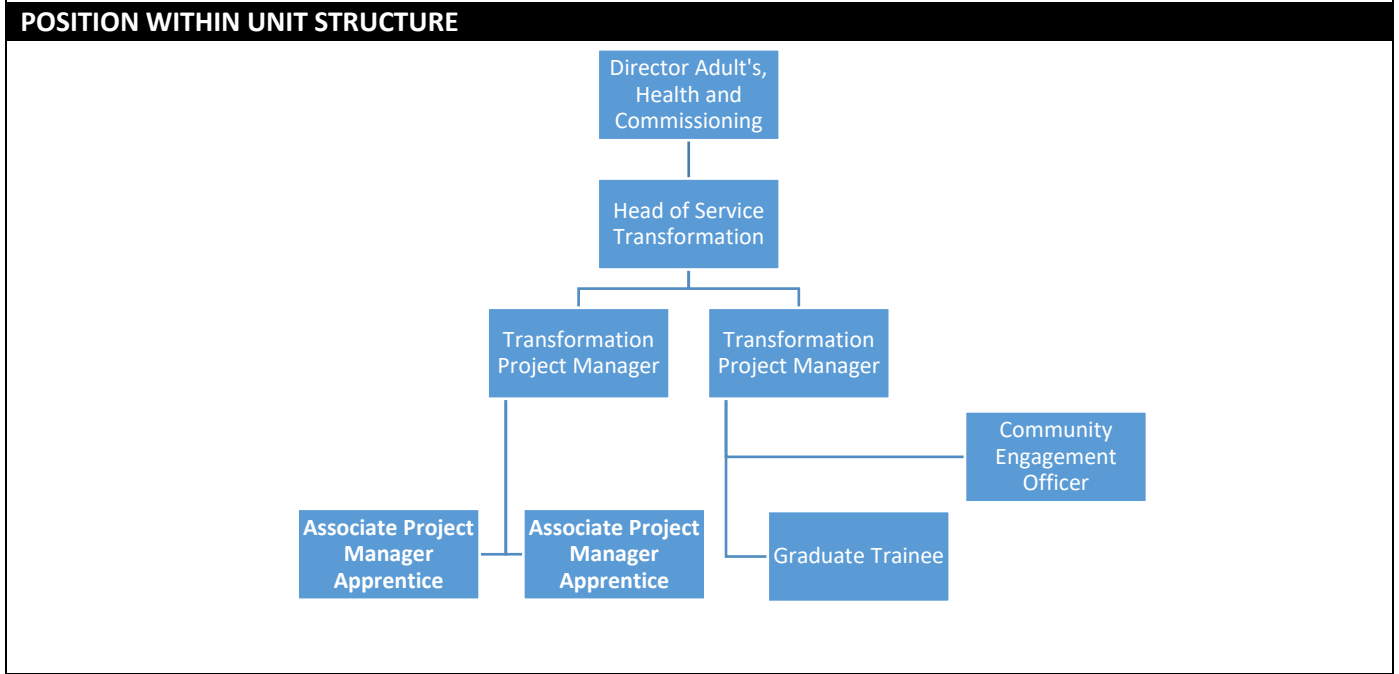 POSITION WITHIN UNIT STRUCTURE
Director Adult's,
Health and
Commissioning
Head of Service
Transformation
Transformation
Project Manager
Transformation
Project Manager
Community
Engagement
Officer
Associate Project
Manager
Apprentice
Associate Project
Manager
Apprentice
Graduate Trainee